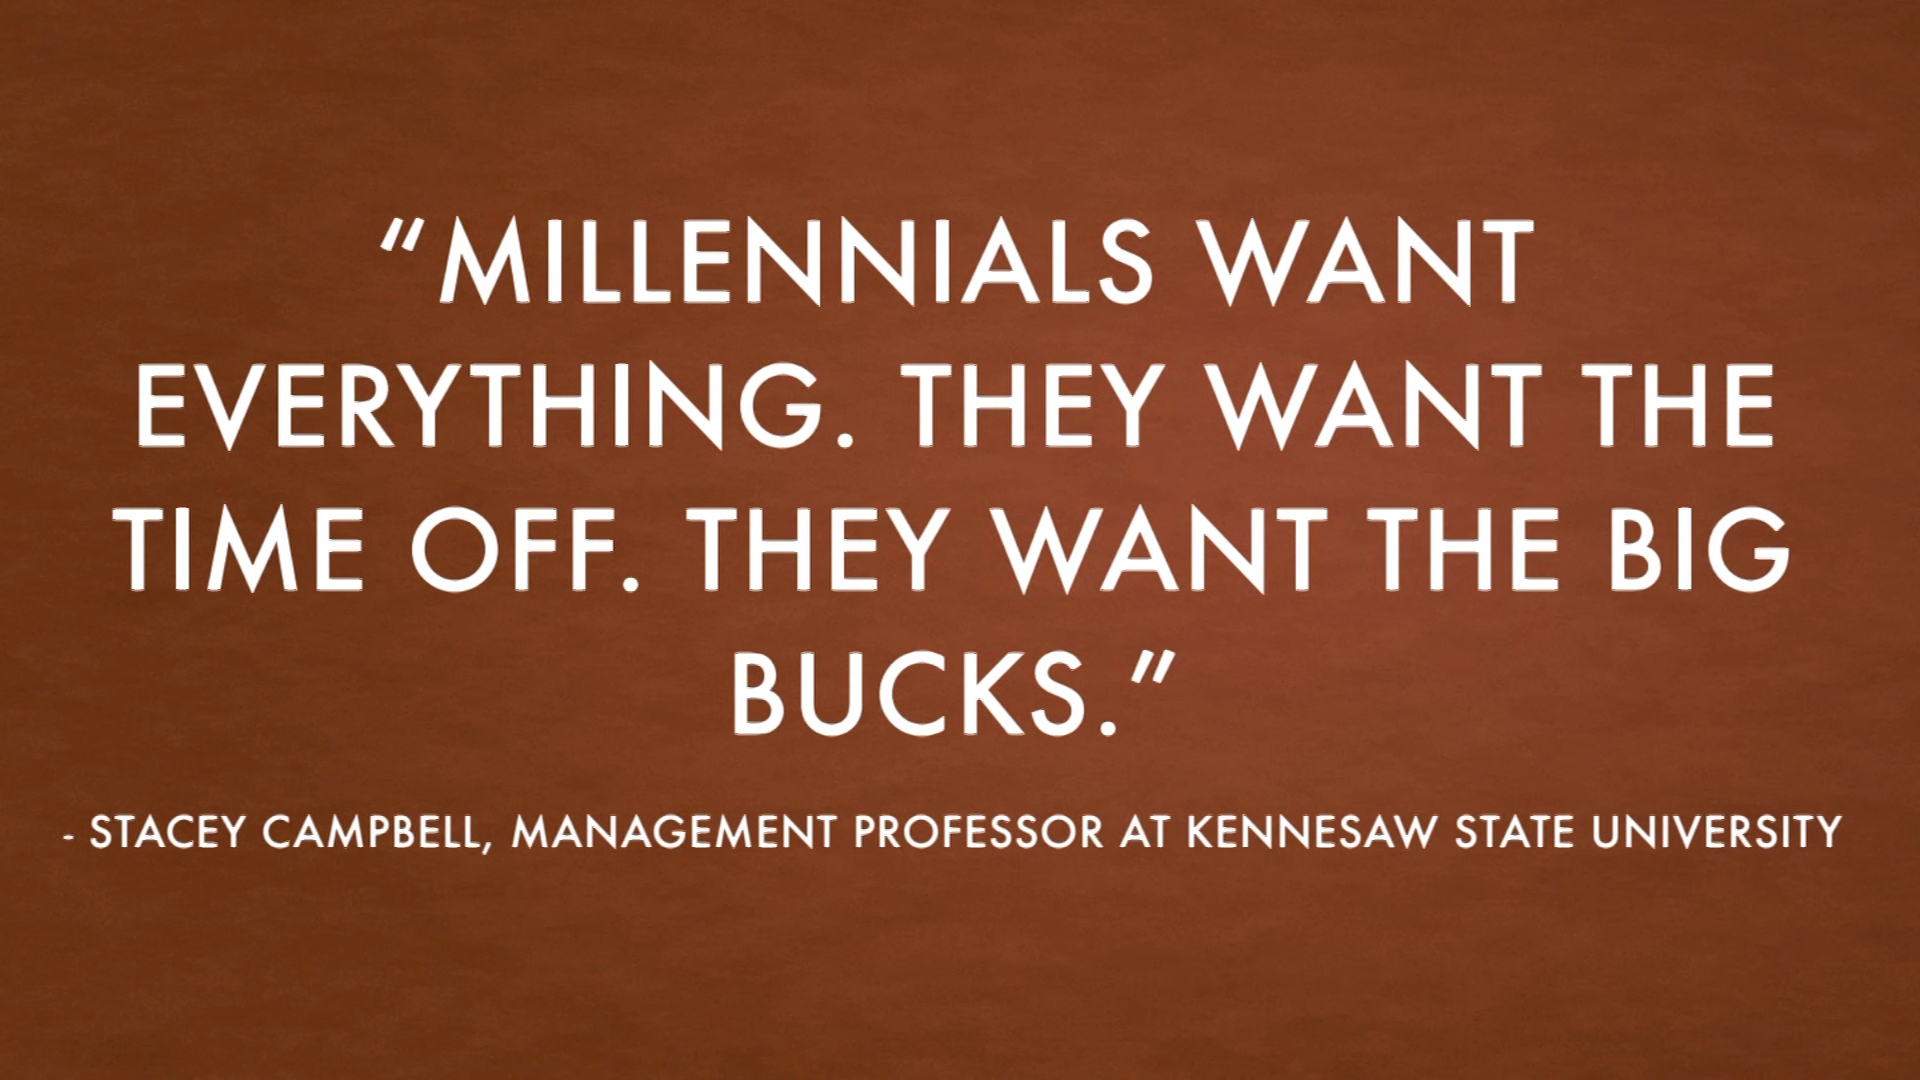 “MILLENNIALS WANT
EVERYTHING. THEY WANT THE
TIME OFF. THEY WANT THE BIG
BUCKS.”
- STACEY CAMPBELL, MANAGEMENT PROFESSOR AT KENNESAW STATE UNIVERSITY